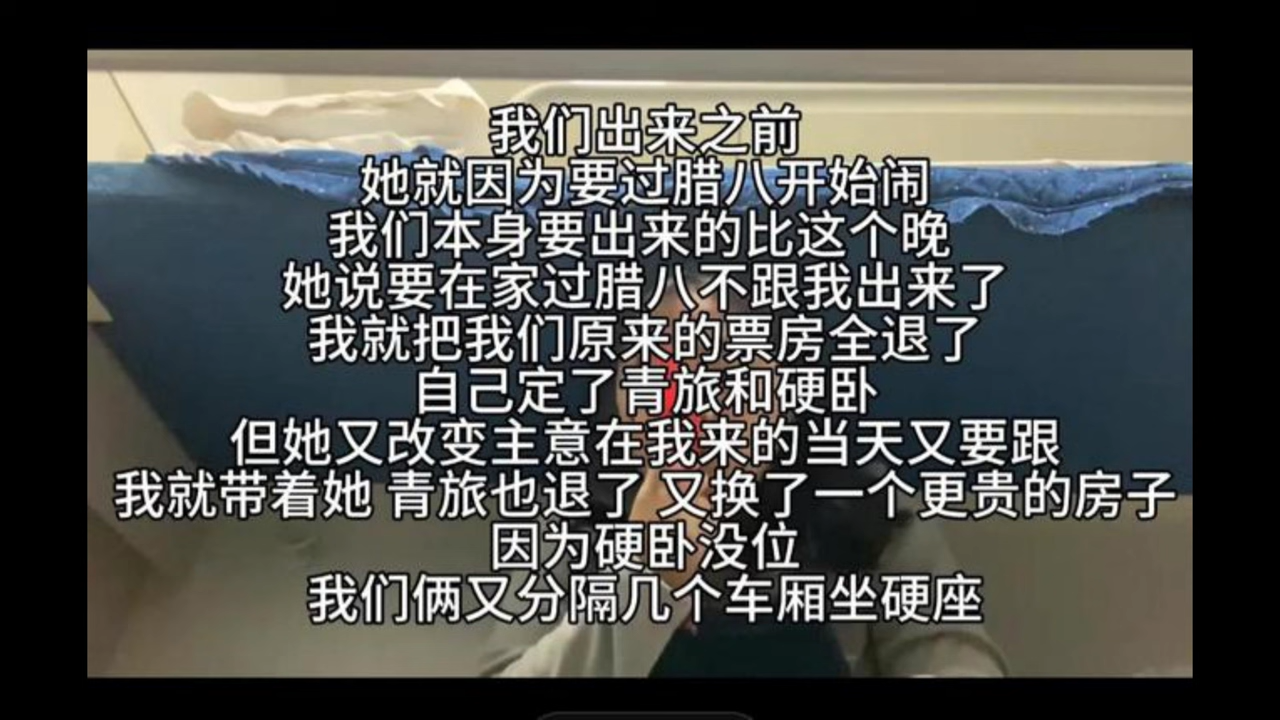 我们出来之前
她就因为要过腊八开始闹
我们本身要出来的比这个晚
她说要在家过腊八不跟我出来了
我就把我们原来的票房全退了
自己定了青旅和硬卧
但她又改变主意在我来的当天又要跟
我就带着她 青旅也退了 又换了一个更贵的房子
因为硬卧没位
我们俩又分隔几个车厢坐硬座